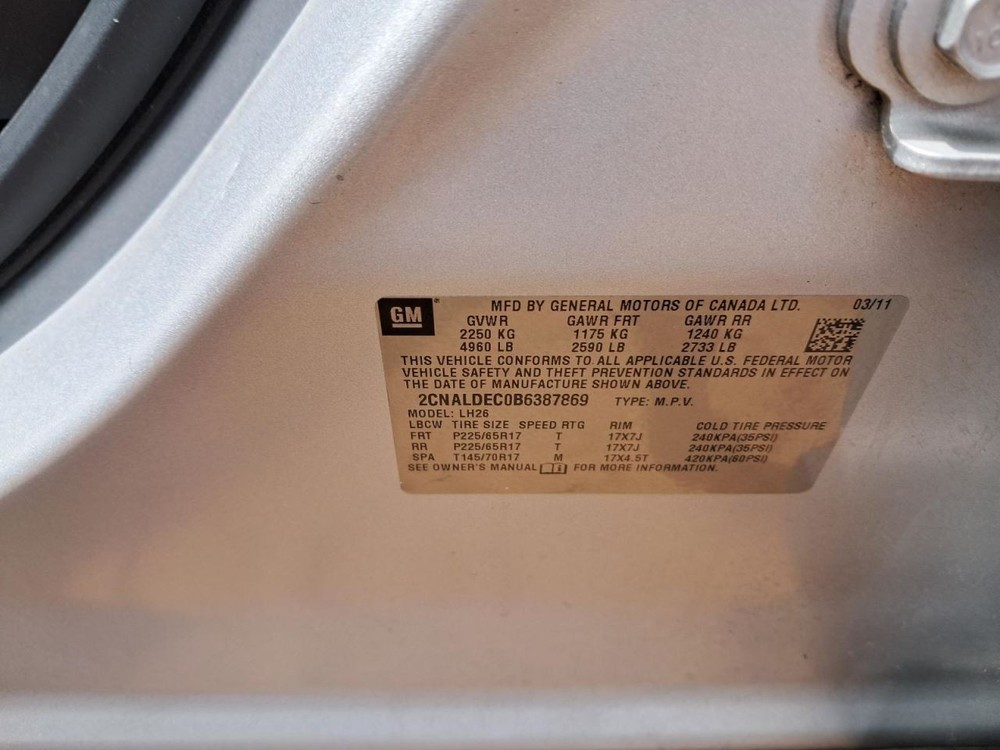 GM® MFD BY GENERAL MOTORS OF CANADA LTD. 03/11
GVWR GAWR FRT GAWR RR
2250 KG 1175 KG 1240 KG
4960 LB 2590 LB 2733 LB
THIS VEHICLE CONFORMS TO ALL APPLICABLE U.S. FEDERAL MOTOR
VEHICLE SAFETY AND THEFT PREVENTION STANDARDS IN EFFECT ON
THE DATE OF MANUFACTURE SHOWN ABOVE.
2CNALDEC0B6387869 TYPE: M.P.V.
MODEL: LH26
LBCW TIRE SIZE SPEED RTG RIM COLD TIRE PRESSURE
FRT P225/65R17 T 17X7J 240KPA(35PSI)
RR P225/65R17 T 17X7J 240KPA(35PSI)
SPA T145/70R17 M 17X4.5T 420KPA(60PSI)
SEE OWNER'S MANUAL FOR MORE INFORMATION.